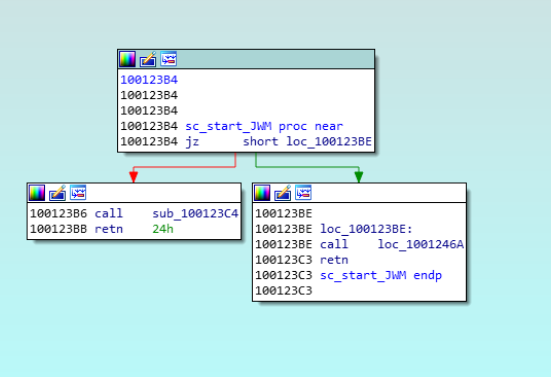 100123B4
100123B4
100123B4
100123B4 sc_start_JWM proc near
100123B4 jz short loc_100123BE
100123B6 call sub_100123C4
100123BB retn 24h
100123BE
100123BE loc_100123BE:
100123BE call loc_1001246A
100123C3 retn
100123C3 sc_start_JWM endp
100123C3